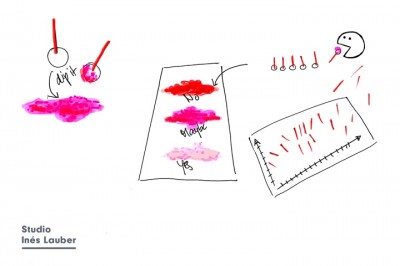 dip it
No
Maybe
Yes
Studio
Inés Lauber